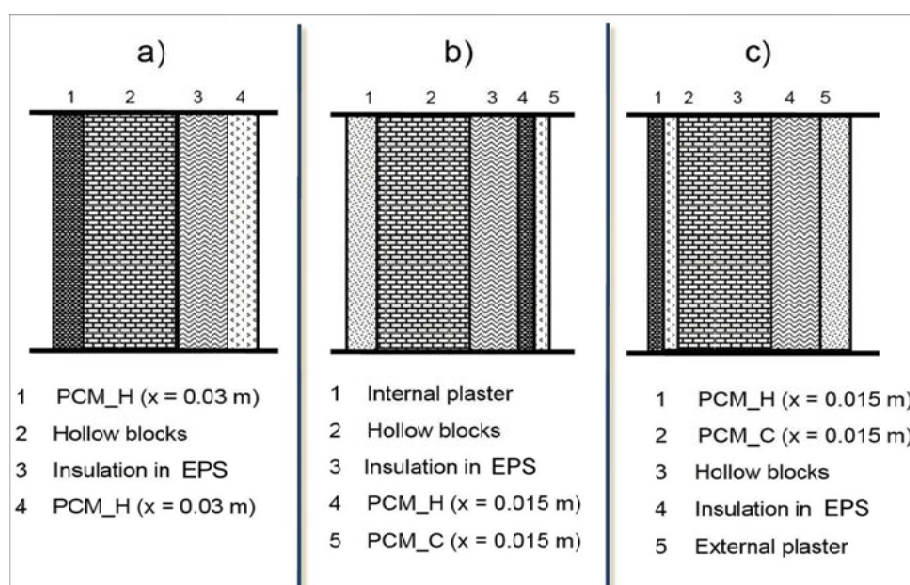 a)
1 2 3 4
1 PCM_H (x = 0.03 m)
2 Hollow blocks
3 Insulation in EPS
4 PCM_H (x = 0.03 m)
b)
1 2 3 4 5
1 Internal plaster
2 Hollow blocks
3 Insulation in EPS
4 PCM_H (x = 0.015 m)
5 PCM_C (x = 0.015 m)
c)
1 2 3 4 5
1 PCM_H (x = 0.015 m)
2 PCM_C (x = 0.015 m)
3 Hollow blocks
4 Insulation in EPS
5 External plaster